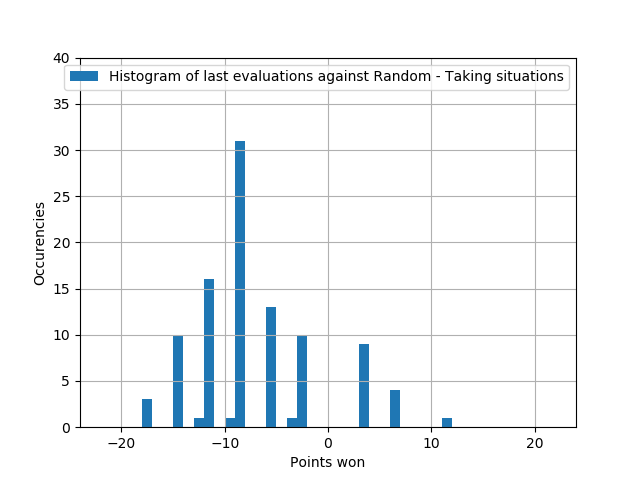 40
Histogram of last evaluations against Random - Taking situations
35
30
25
20
15
10
5
0
Occurencies
−20 −10 0 10 20
Points won